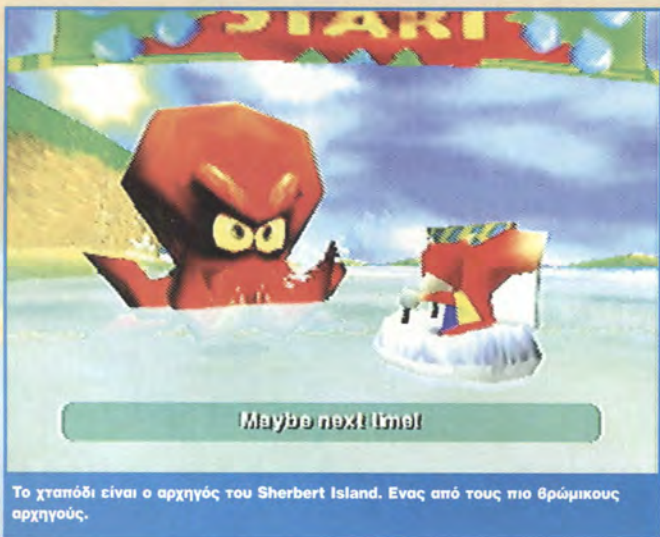 START
Maybe next time!
Το χταπόδι είναι ο αρχηγός του Sherbert Island. Ενας από τους πιο βρώμικους
αρχηγούς.